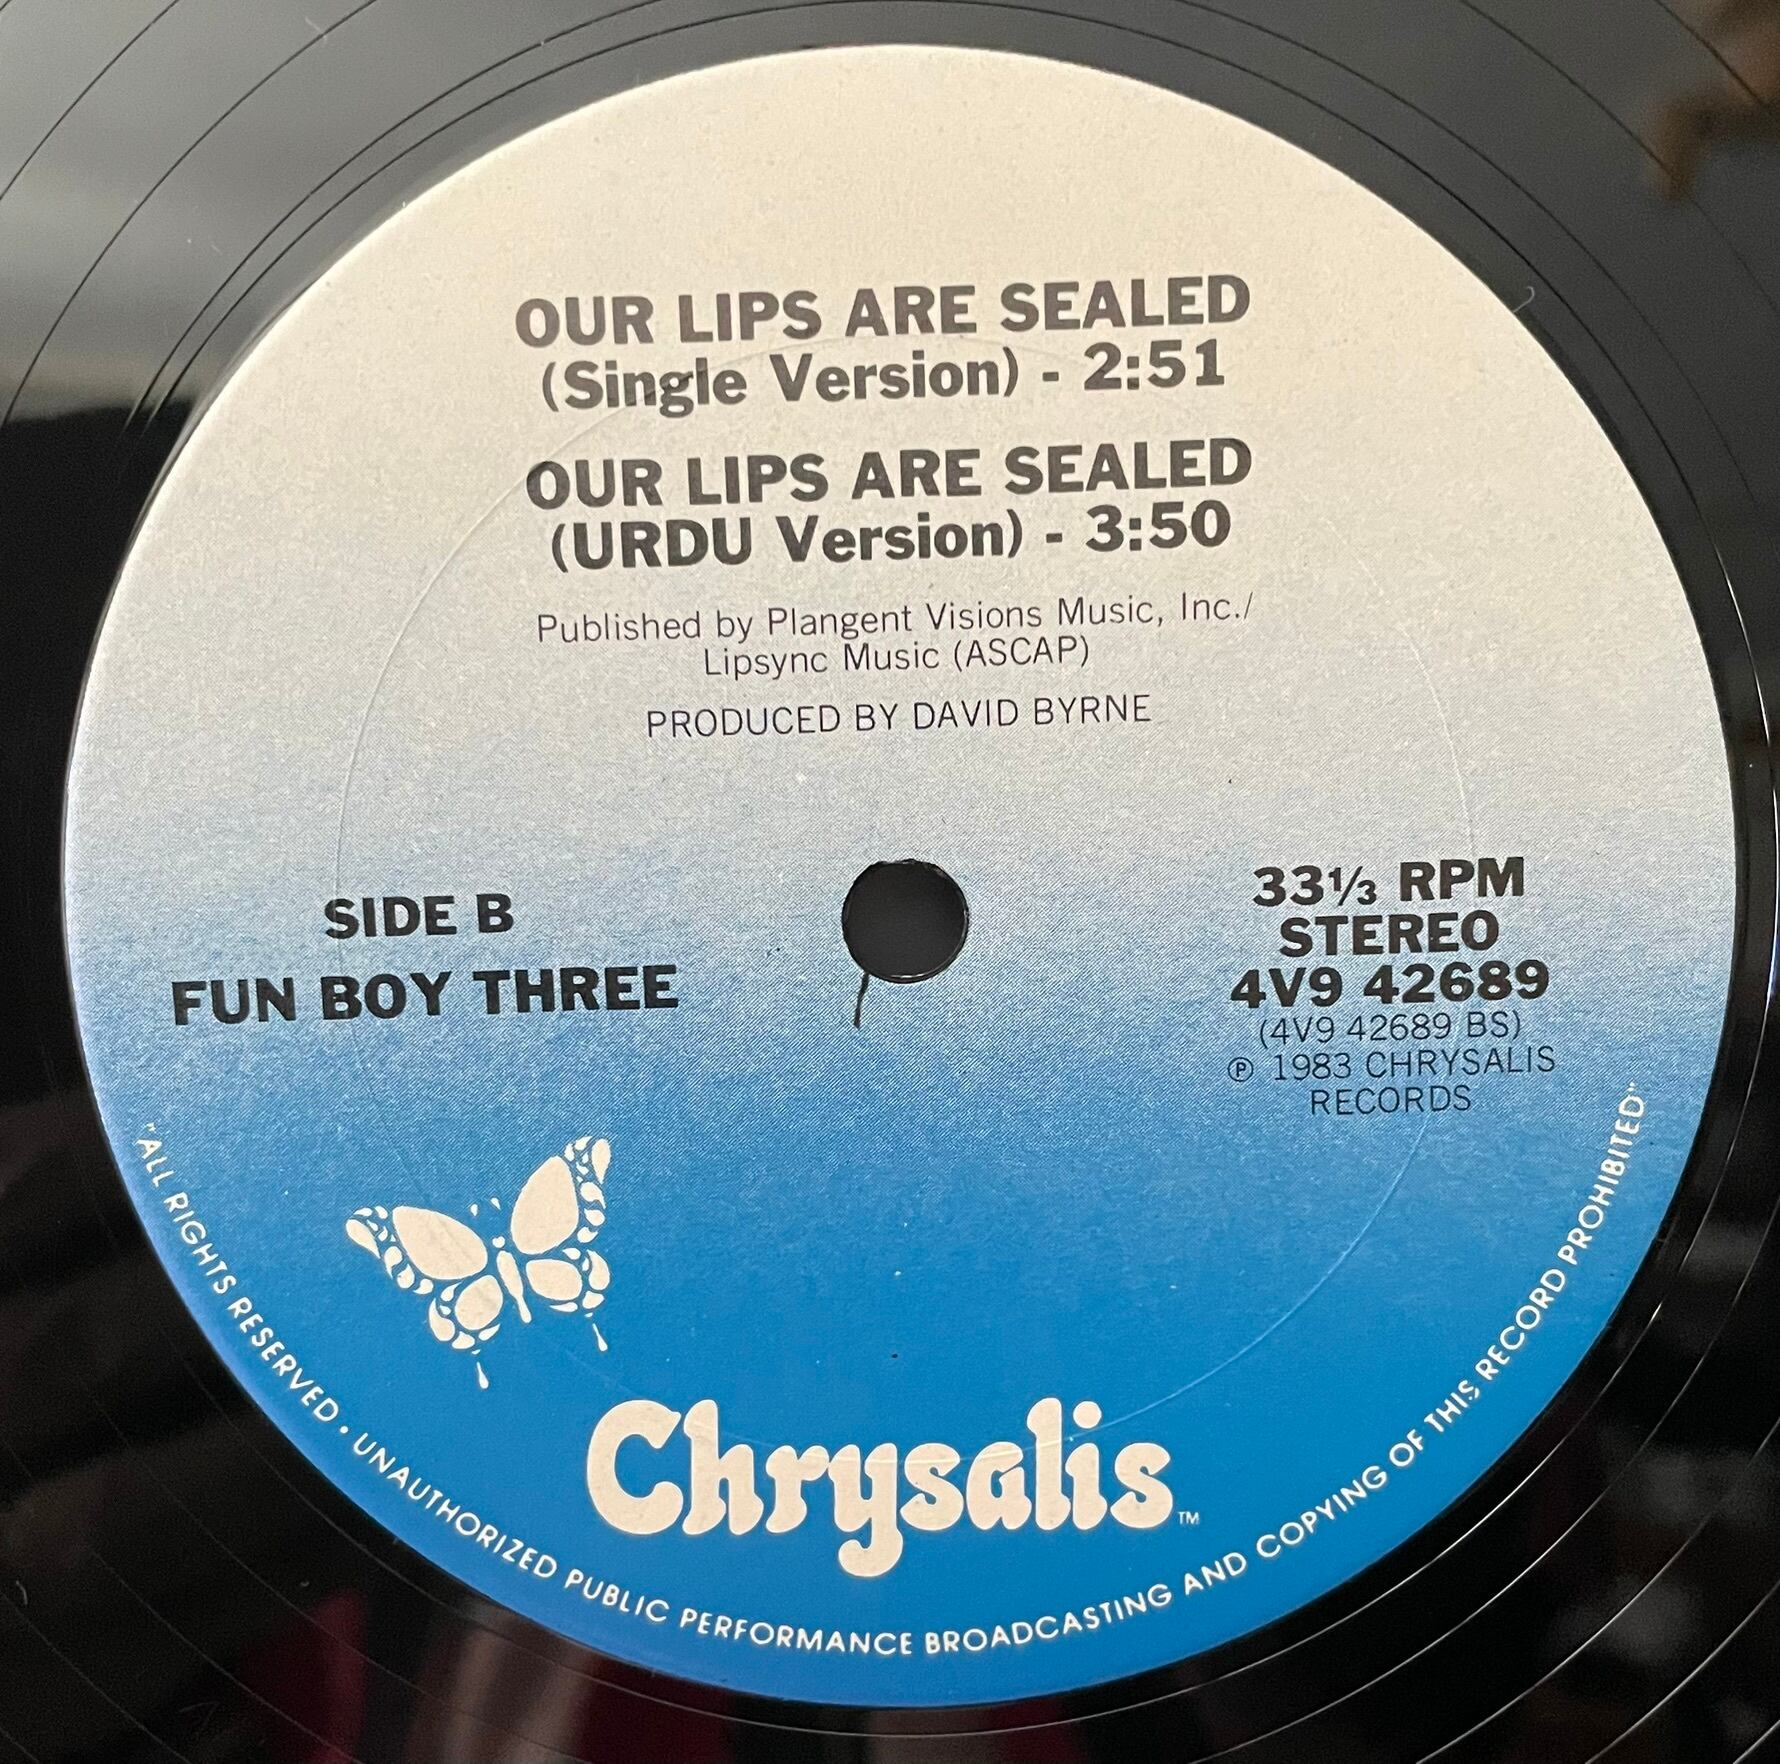 OUR LIPS ARE SEALED
(Single Version) - 2:51
OUR LIPS ARE SEALED
(URDU Version) - 3:50
Published by Plangent Visions Music, Inc./
Lipsync Music (ASCAP)
PRODUCED BY DAVID BYRNE
SIDE B
FUN BOY THREE
33⅓ RPM
STEREO
4V9 42689
(4V9 42689 BS)
℗ 1983 CHRYSALIS
RECORDS
Chrysalis™
"ALL RIGHTS RESERVED • UNAUTHORIZED PUBLIC PERFORMANCE BROADCASTING AND COPYING OF THIS RECORD PROHIBITED"